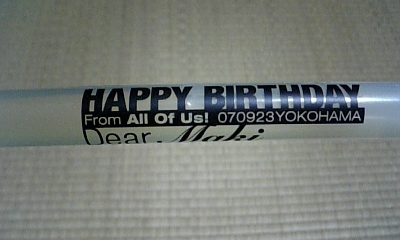 HAPPY BIRTHDAY
From All Of Us! 070923YOKOHAMA
Dear Maki